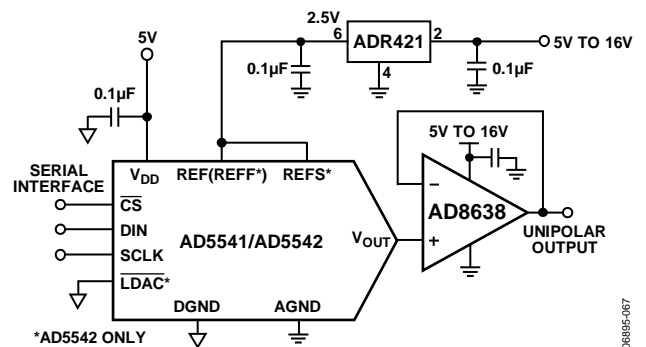 2.5V
5V
6
ADR421
2
5V TO 16V
4
0.1µF
0.1µF
0.1µF
5V TO 16V
SERIAL
INTERFACE
VDD
REF(REFF*)
REFS*
CS
DIN
SCLK
LDAC*
AD5541/AD5542
VOUT
−
+
AD8638
UNIPOLAR
OUTPUT
DGND
AGND
*AD5542 ONLY
06895-067